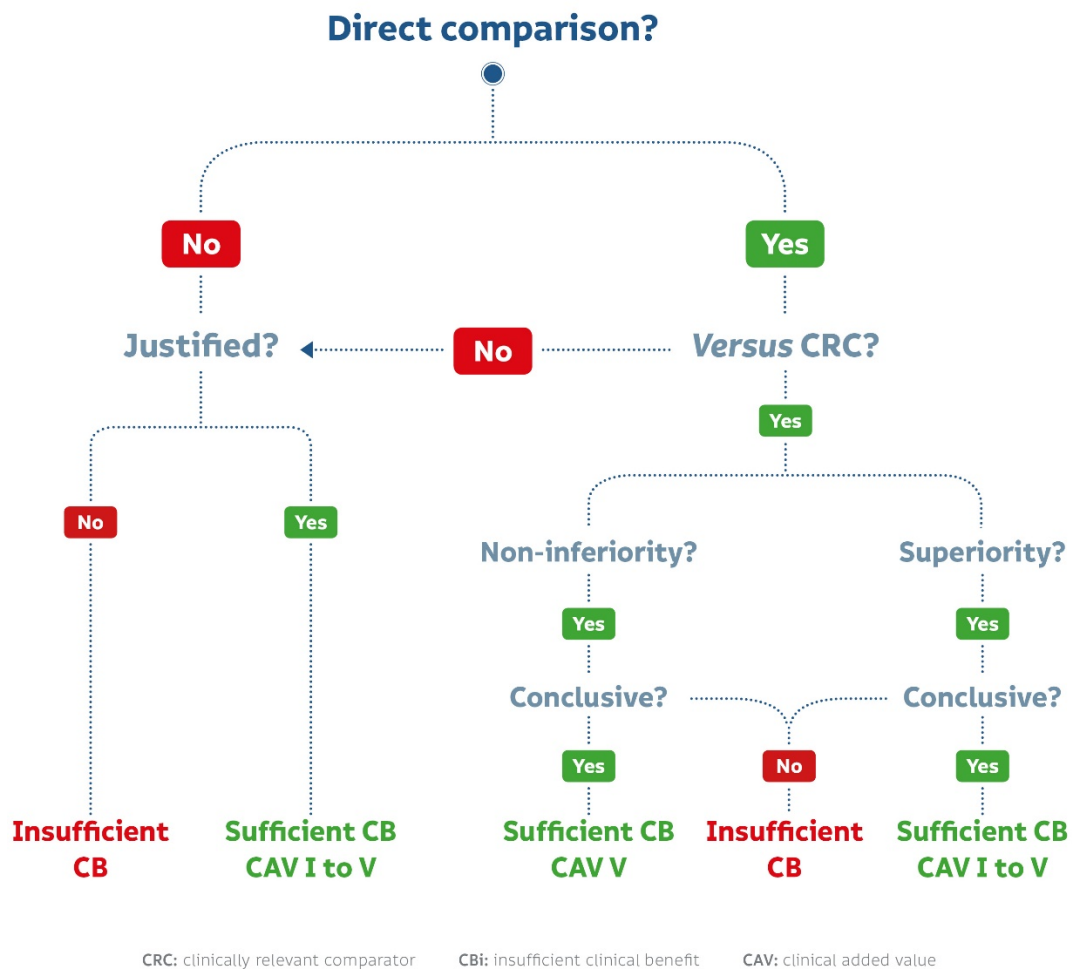 Direct comparison?
No
Yes
Justified?
No
Versus CRC?
Yes
No
Yes
Non-inferiority?
Superiority?
Yes
Yes
Conclusive?
Conclusive?
Yes
No
Yes
Insufficient
CB
Sufficient CB
CAV I to V
Sufficient CB
CAV V
Insufficient
CB
Sufficient CB
CAV I to V
CRC: clinically relevant comparator CBi: insufficient clinical benefit CAV: clinical added value